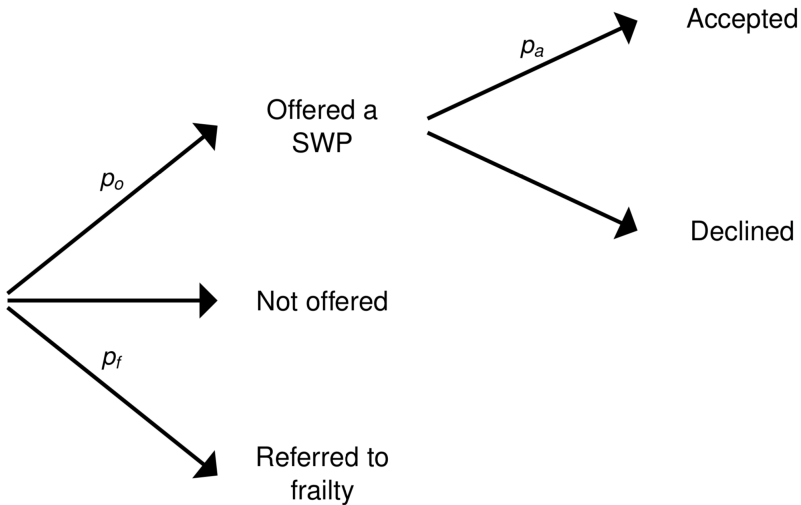 Accepted
pa
Offered a
SWP
po
Declined
Not offered
pf
Referred to
frailty